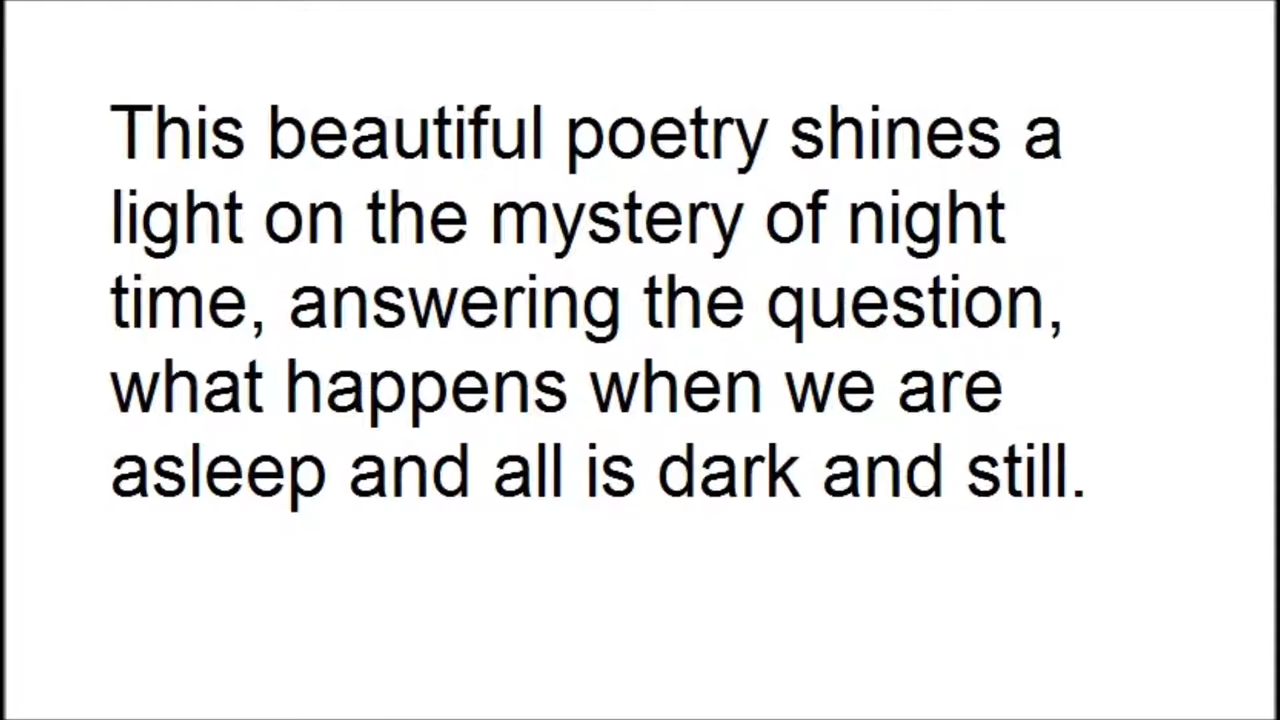 This beautiful poetry shines a
light on the mystery of night
time, answering the question,
what happens when we are
asleep and all is dark and still.